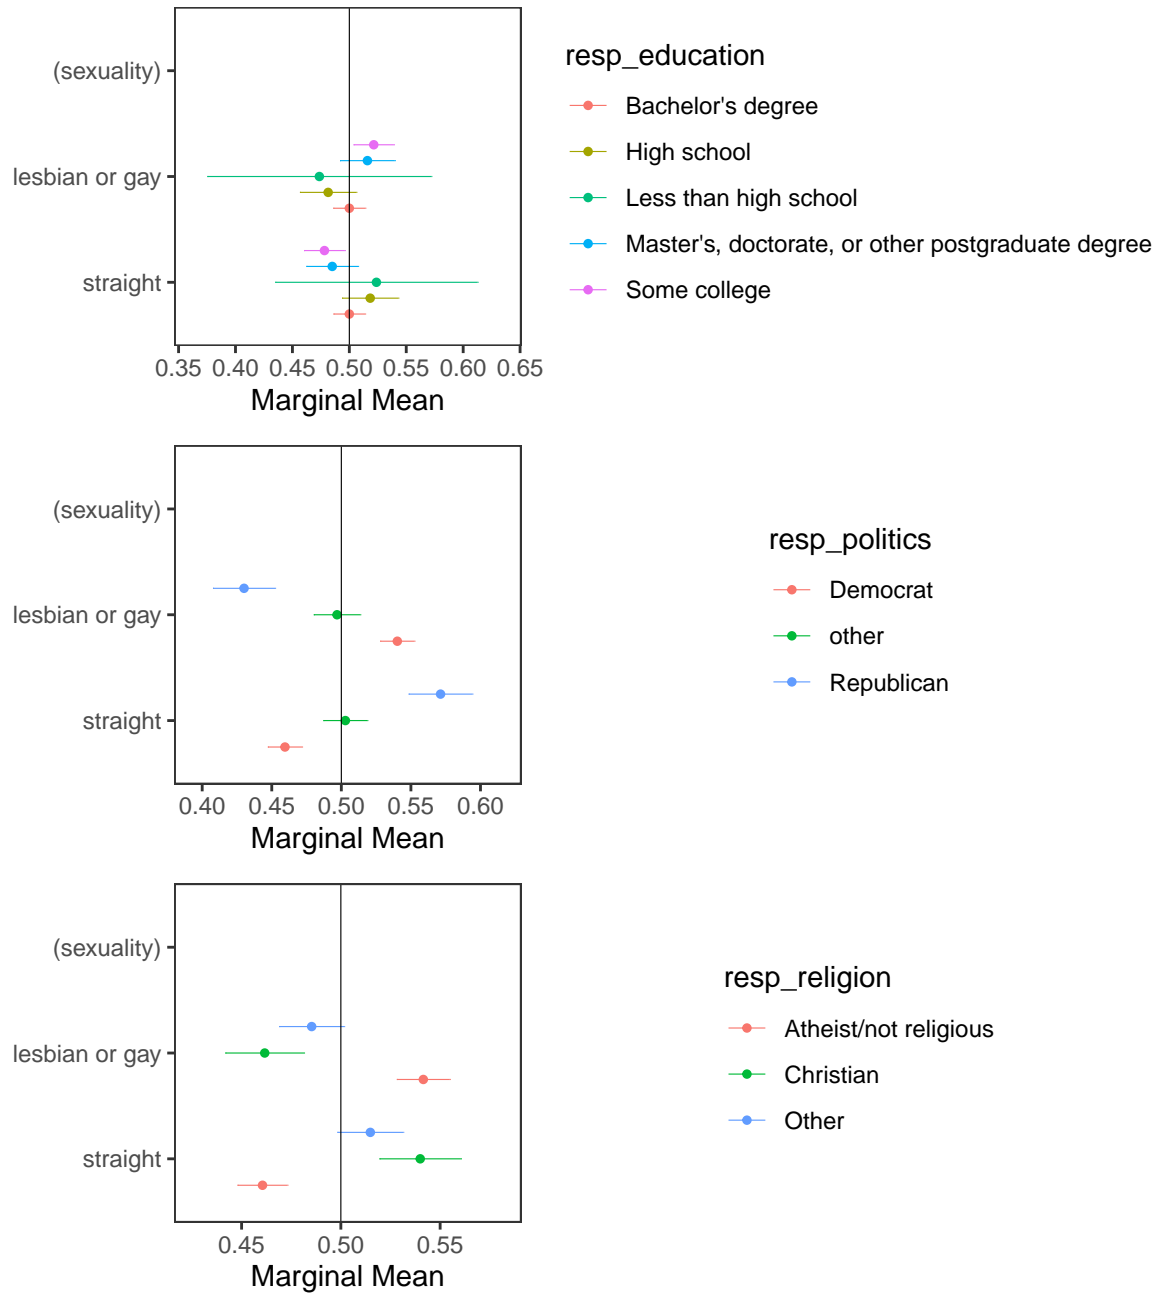 (sexuality)
lesbian or gay
straight
0.35 0.40 0.45 0.50 0.55 0.60 0.65
Marginal Mean
resp_education
Bachelor's degree
High school
Less than high school
Master's, doctorate, or other postgraduate degree
Some college
(sexuality)
lesbian or gay
straight
0.40 0.45 0.50 0.55 0.60
Marginal Mean
resp_politics
Democrat
other
Republican
(sexuality)
lesbian or gay
straight
0.45 0.50 0.55
Marginal Mean
resp_religion
Atheist/not religious
Christian
Other